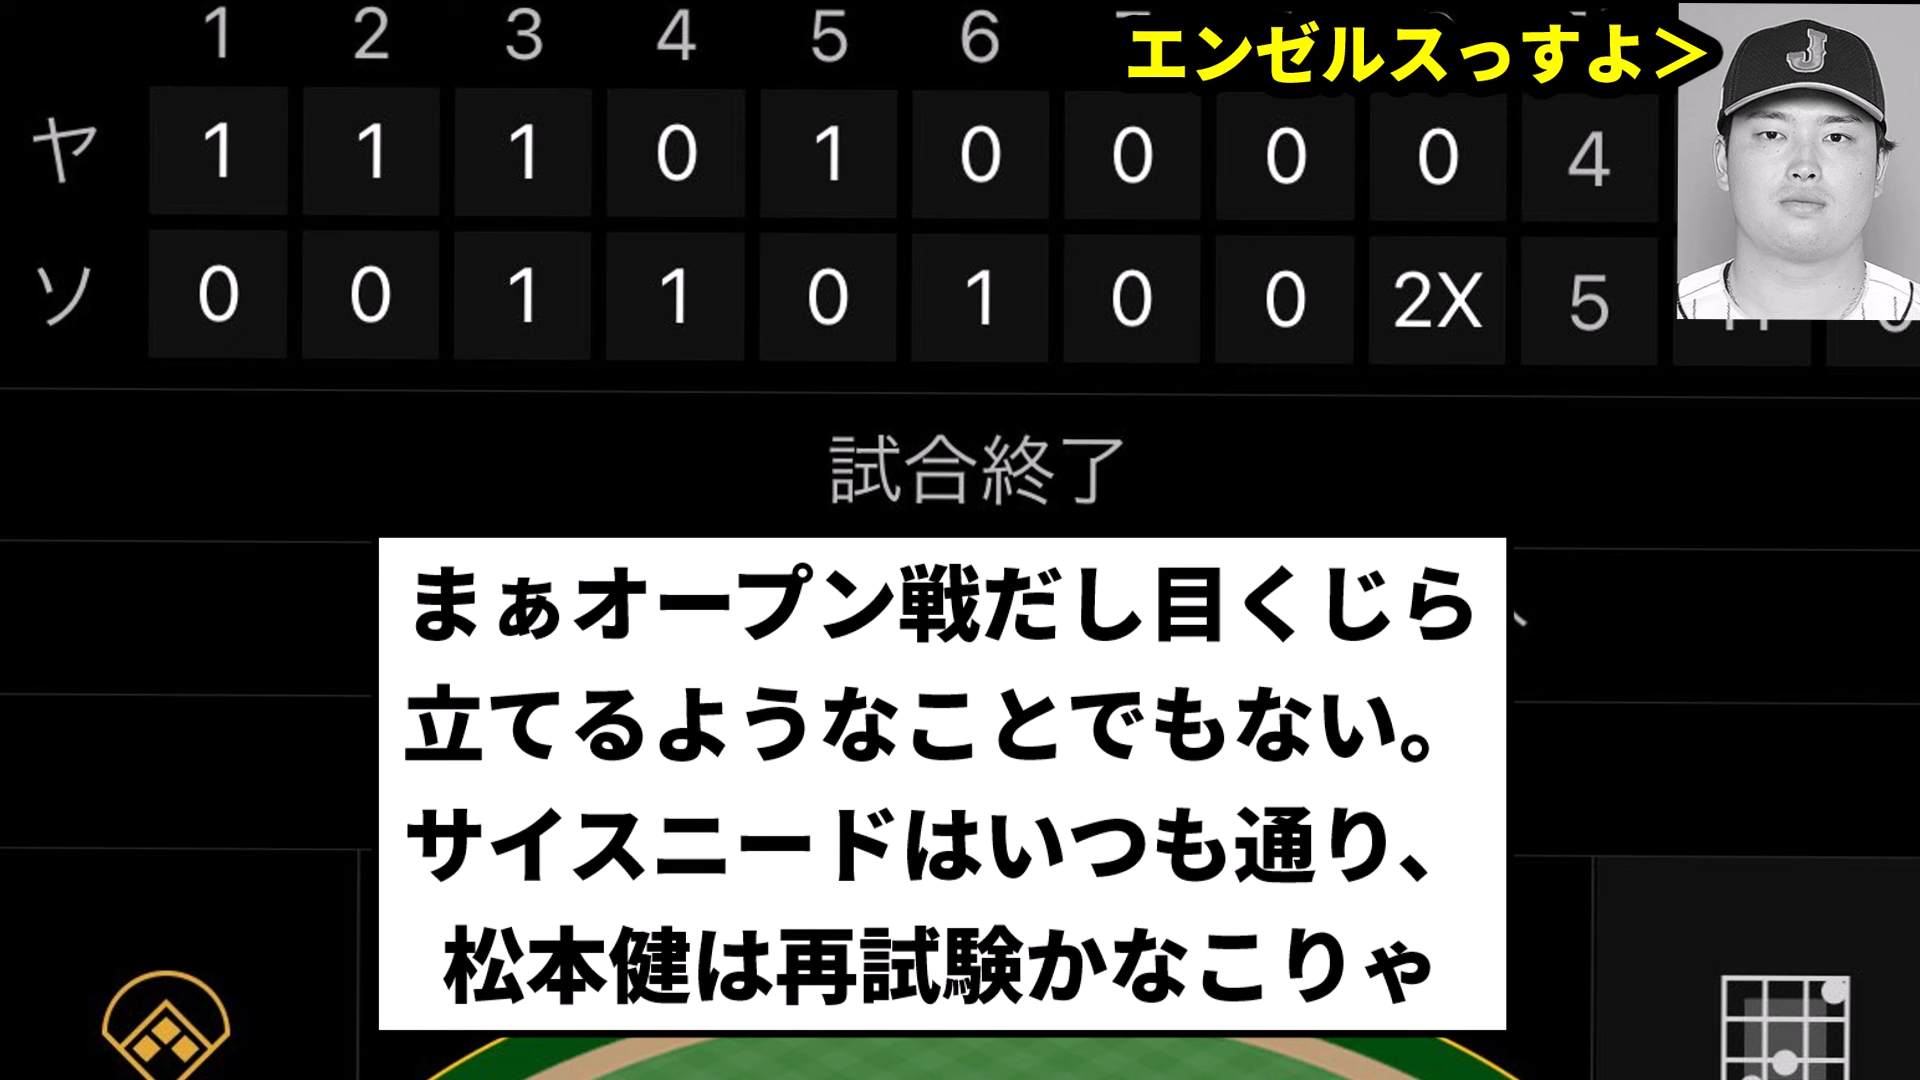 1 2 3 4 5 6
エンゼルスっすよ＞
ヤ 1 1 1 0 1 0 0 0 0 4
ソ 0 0 1 1 0 1 0 0 2X 5
試合終了
まぁオープン戦だし目くじら
立てるようなことでもない。
サイスニードはいつも通り、
松本健は再試験かなこりゃ